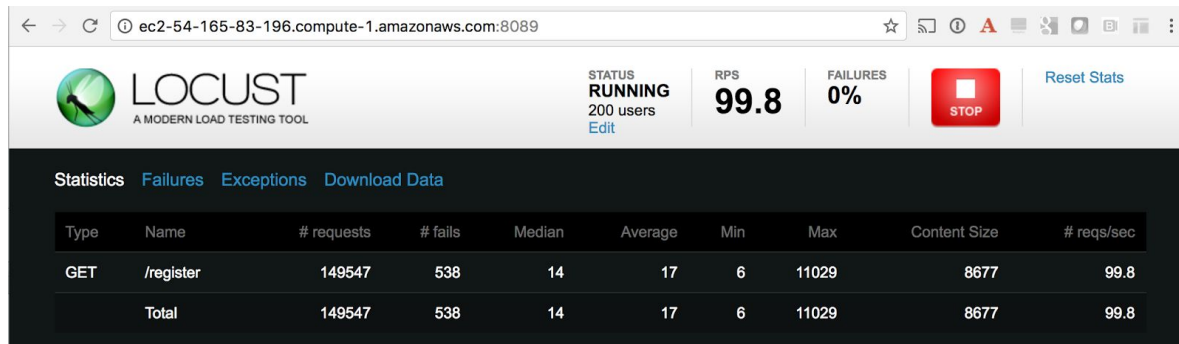 ec2-54-165-83-196.compute-1.amazonaws.com:8089
LOCUST
A MODERN LOAD TESTING TOOL
STATUS
RUNNING
200 users
Edit
RPS
99.8
FAILURES
0%
STOP
Reset Stats
Statistics Failures Exceptions Download Data
Type Name # requests # fails Median Average Min Max Content Size # reqs/sec
GET /register 149547 538 14 17 6 11029 8677 99.8
Total 149547 538 14 17 6 11029 8677 99.8